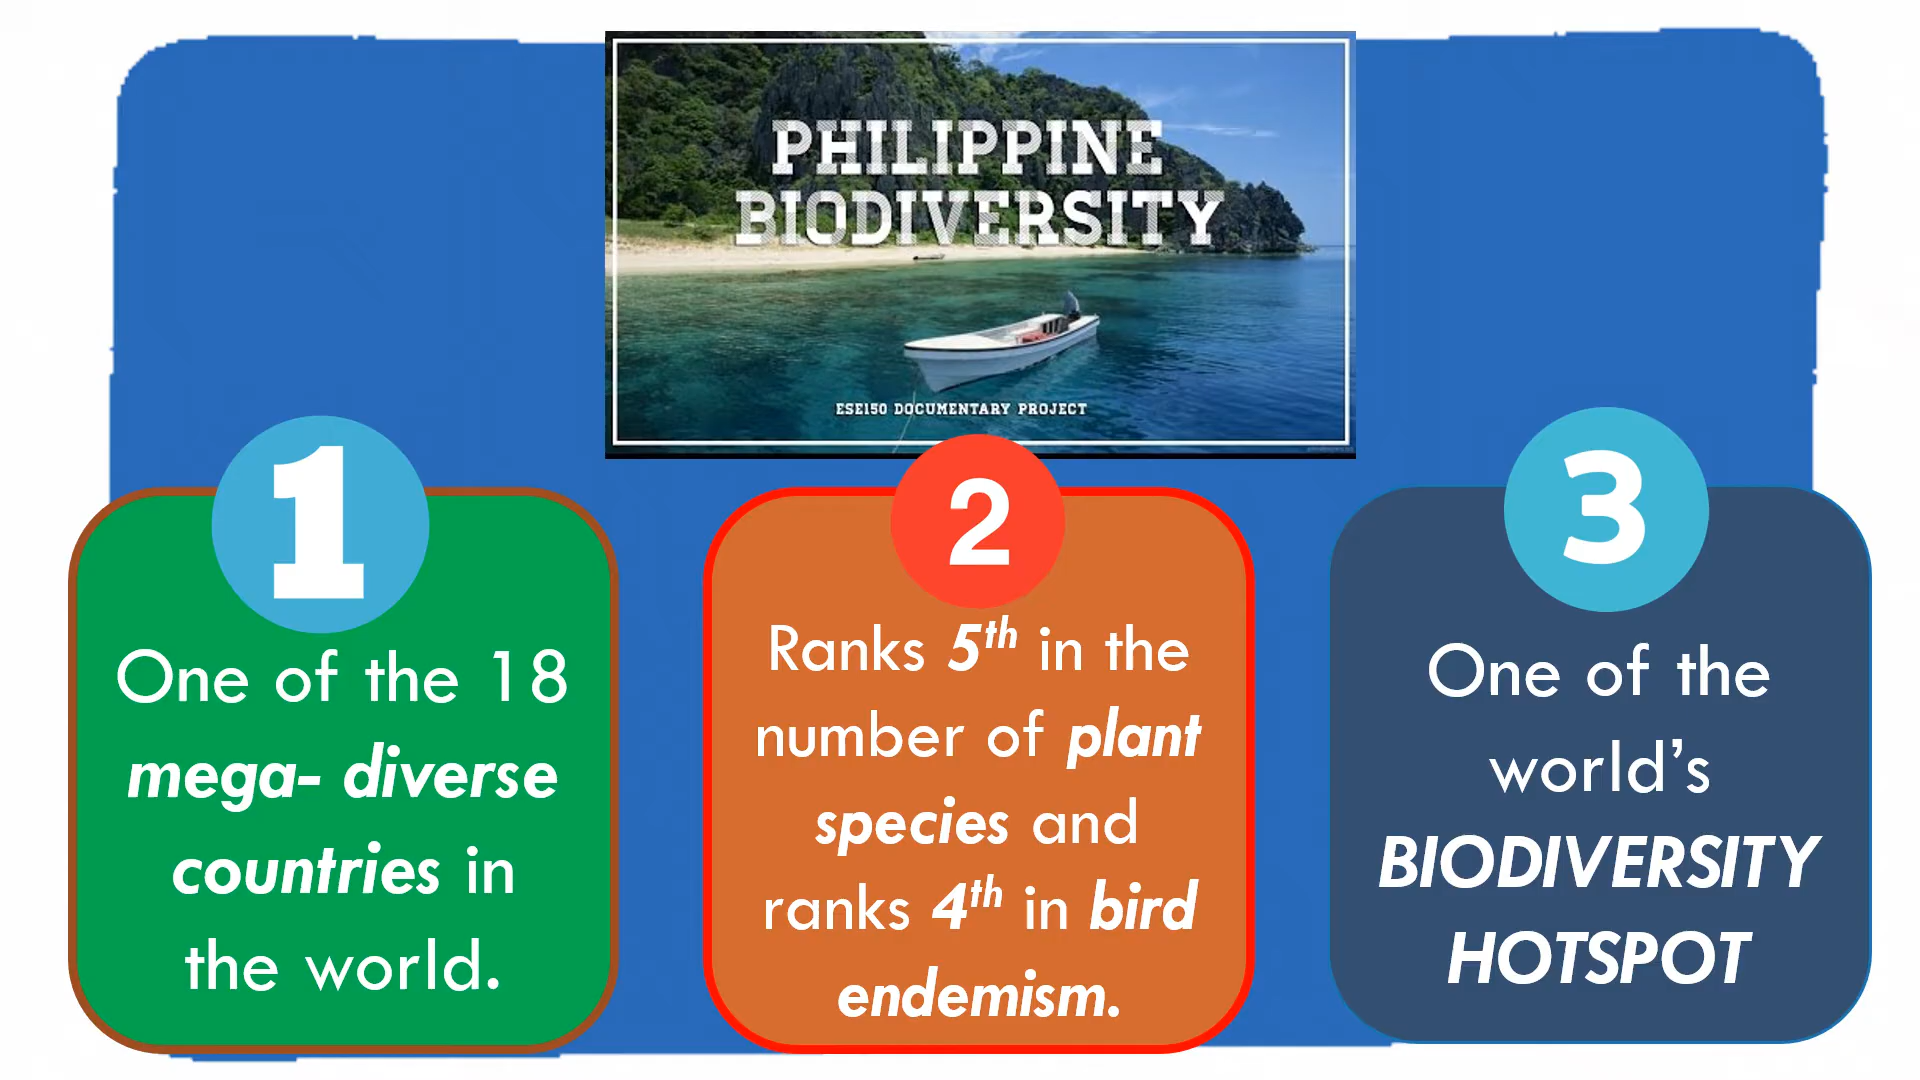 PHILIPPINE
BIODIVERSITY
ESE150 DOCUMENTARY PROJECT
1
One of the 18
mega- diverse
countries in
the world.
2
Ranks 5th in the
number of plant
species and
ranks 4th in bird
endemism.
3
One of the
world’s
BIODIVERSITY
HOTSPOT